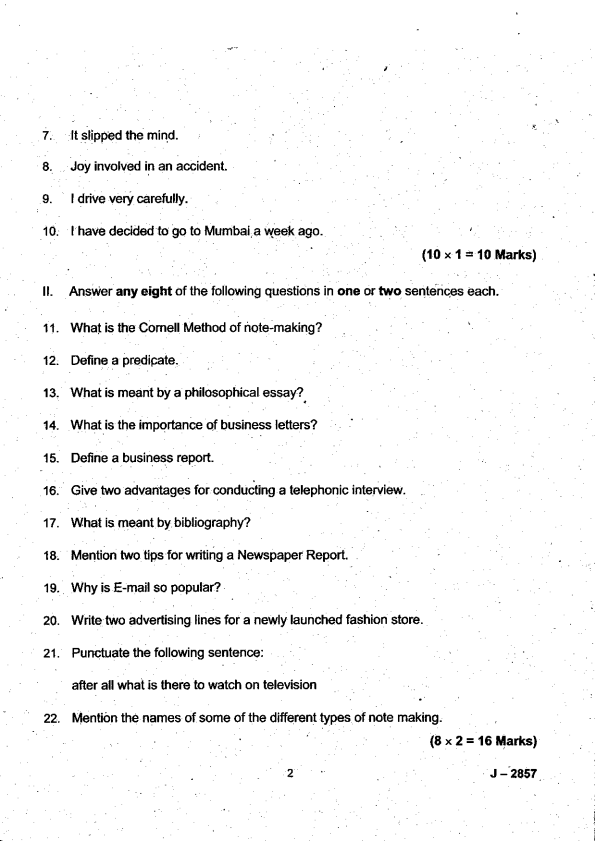 7. It slipped the mind.
8. Joy involved in an accident.
9. I drive very carefully.
10. I have decided to go to Mumbai a week ago.
(10 × 1 = 10 Marks)
II. Answer any eight of the following questions in one or two sentences each.
11. What is the Cornell Method of note-making?
12. Define a predicate.
13. What is meant by a philosophical essay?
14. What is the importance of business letters?
15. Define a business report.
16. Give two advantages for conducting a telephonic interview.
17. What is meant by bibliography?
18. Mention two tips for writing a Newspaper Report.
19. Why is E-mail so popular?
20. Write two advertising lines for a newly launched fashion store.
21. Punctuate the following sentence:
after all what is there to watch on television
22. Mention the names of some of the different types of note making.
(8 × 2 = 16 Marks)
2 J – 2857